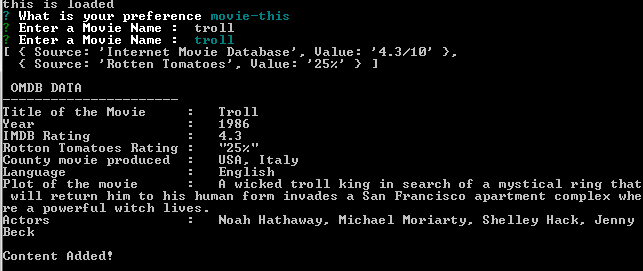 this is loaded
? What is your preference movie-this
? Enter a Movie Name :  troll
? Enter a Movie Name :  troll
[ { Source: 'Internet Movie Database', Value: '4.3/10' },
  { Source: 'Rotten Tomatoes', Value: '25%' } ]
 OMDB DATA
-----------------------
Title of the Movie     :   Troll
Year                   :   1986
IMDB Rating            :   4.3
Rotton Tomatoes Rating :   "25%"
County movie produced  :   USA, Italy
Language               :   English
Plot of the movie      :   A wicked troll king in search of a mystical ring that
 will return him to his human form invades a San Francisco apartment complex whe
re a powerful witch lives.
Actors                 :   Noah Hathaway, Michael Moriarty, Shelley Hack, Jenny
Beck
Content Added!